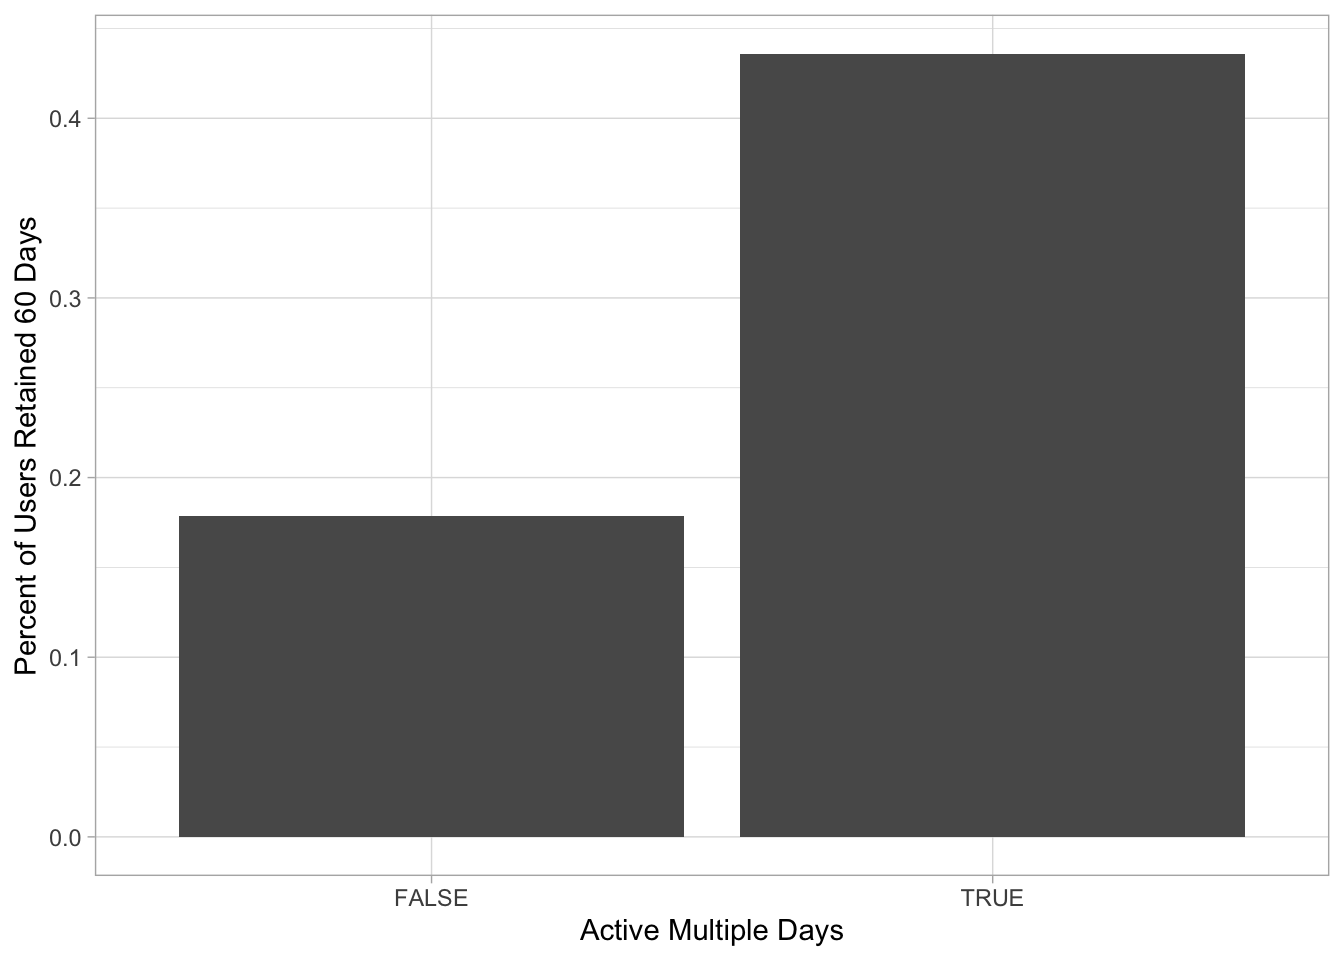 Percent of Users Retained 60 Days
0.4
0.3
0.2
0.1
0.0
FALSE
TRUE
Active Multiple Days